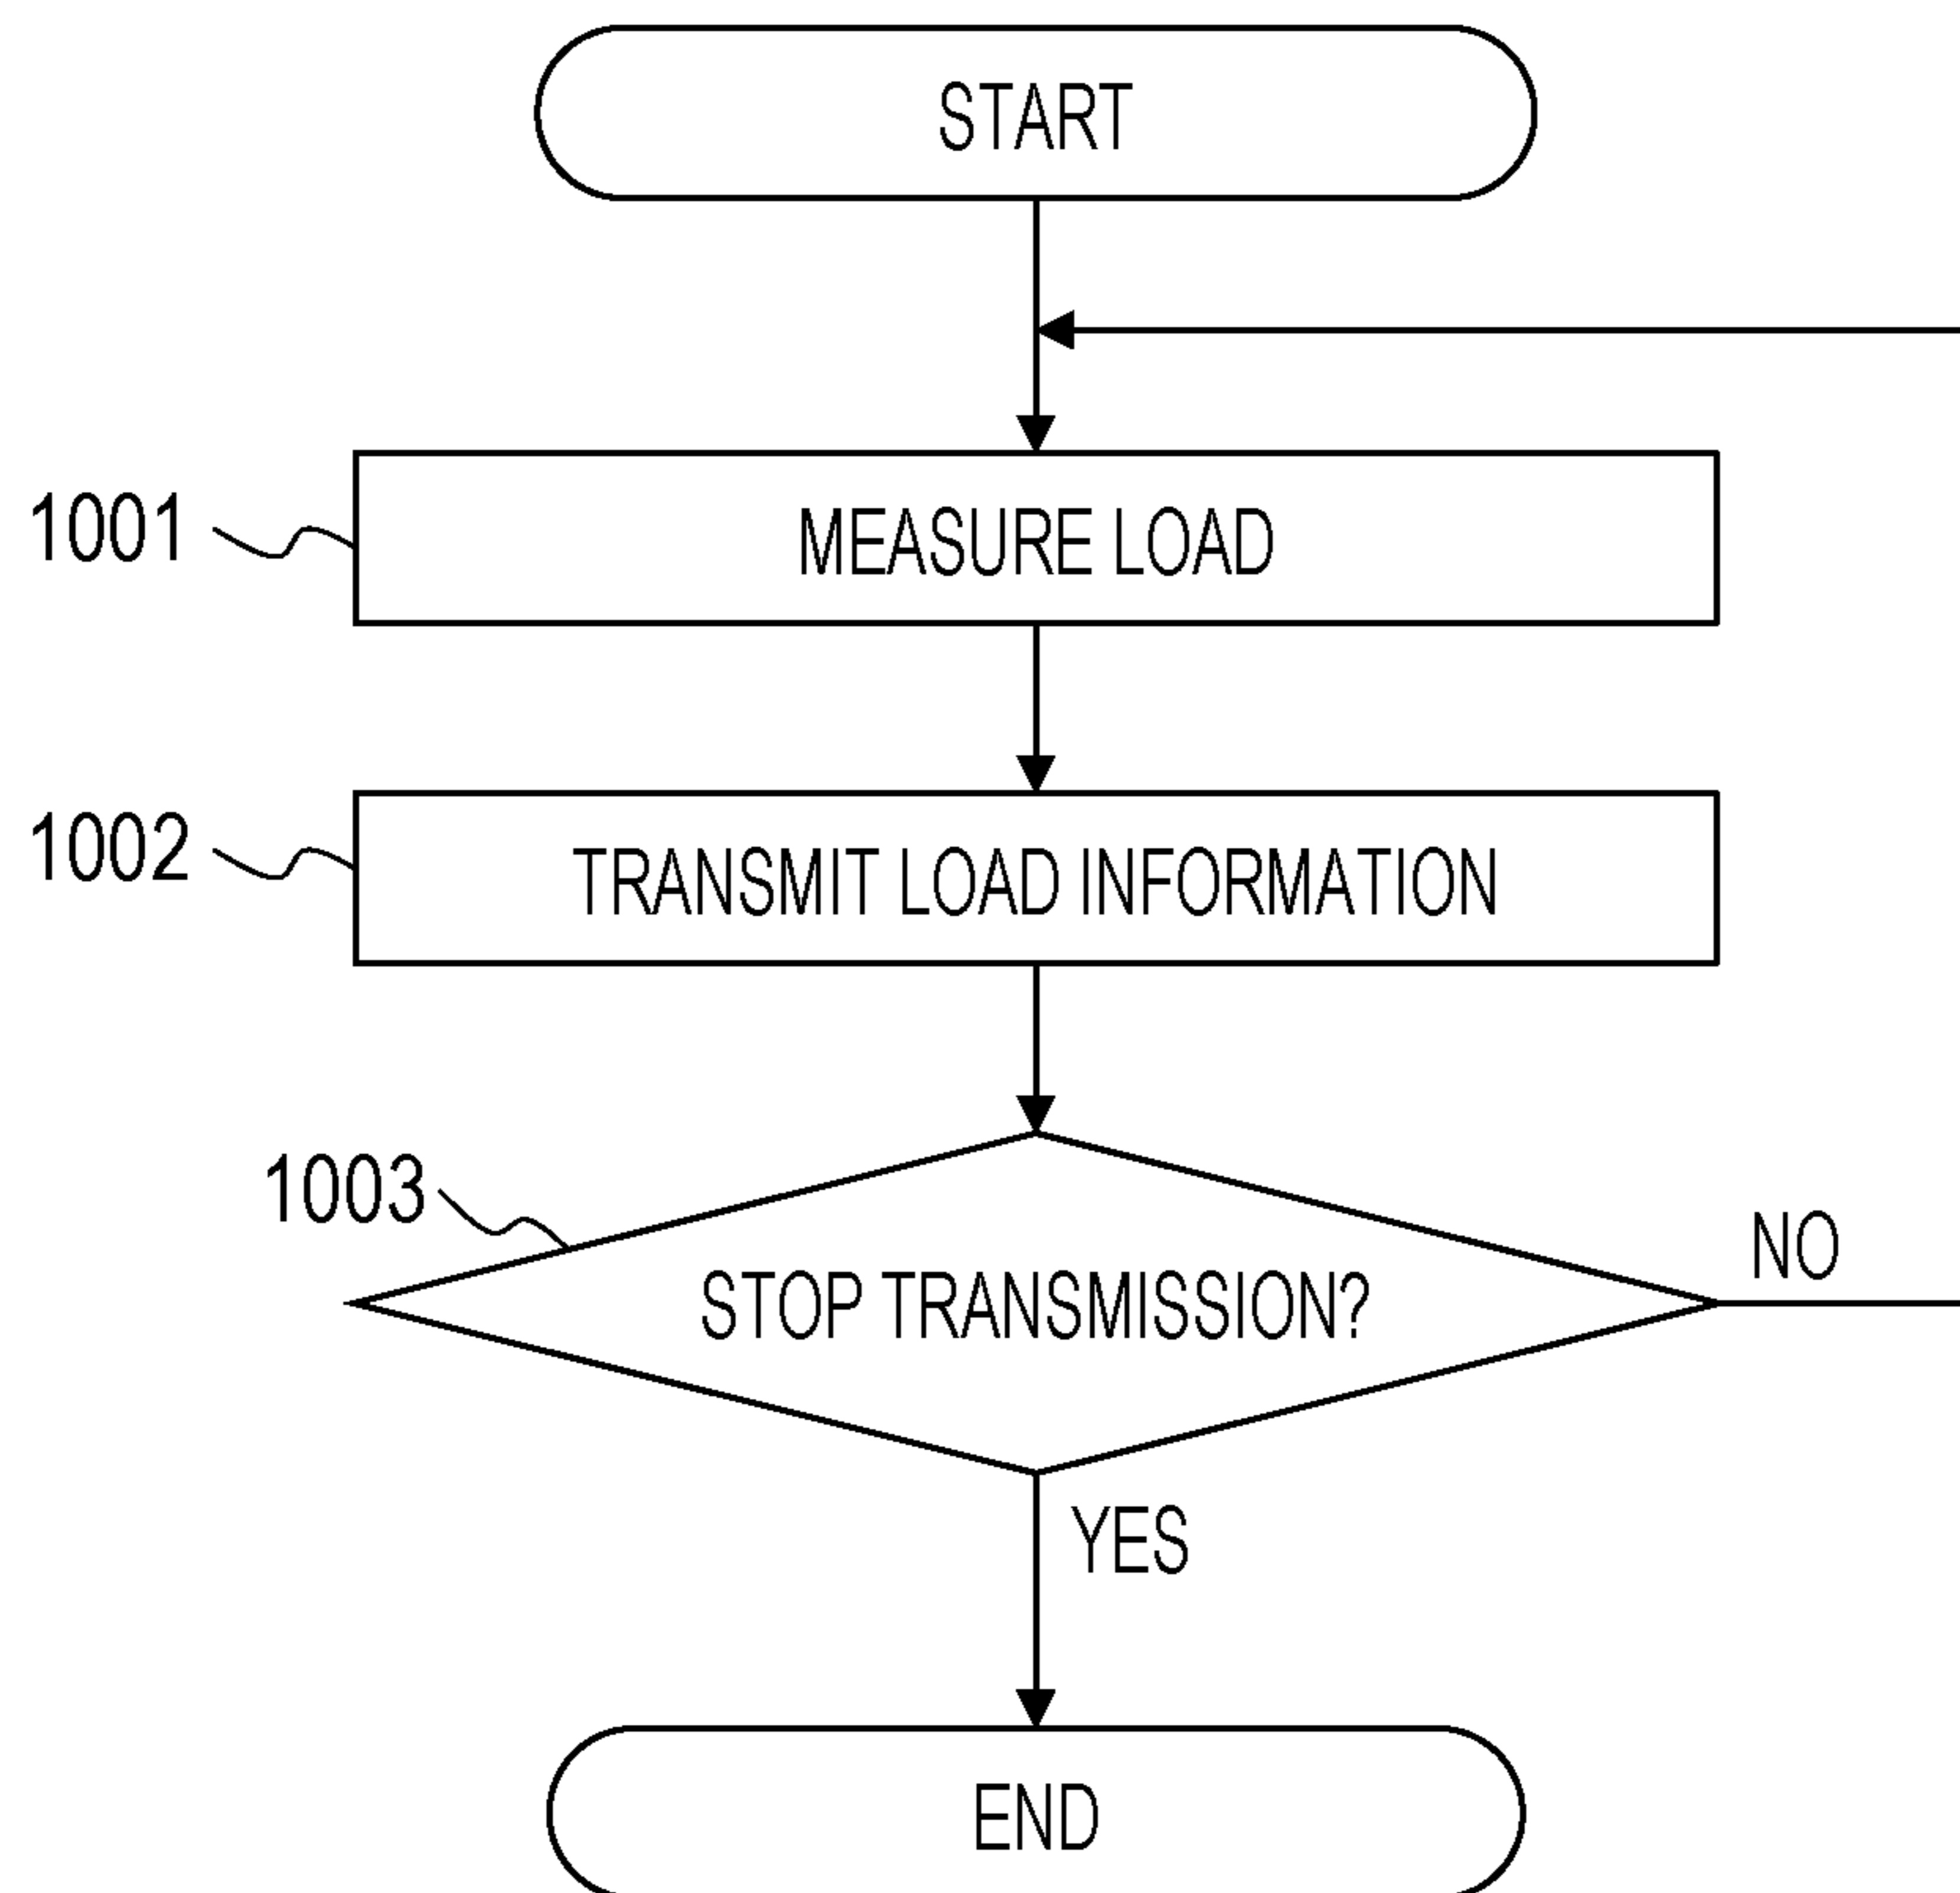 START
1001
MEASURE LOAD
1002
TRANSMIT LOAD INFORMATION
1003
STOP TRANSMISSION?
NO
YES
END